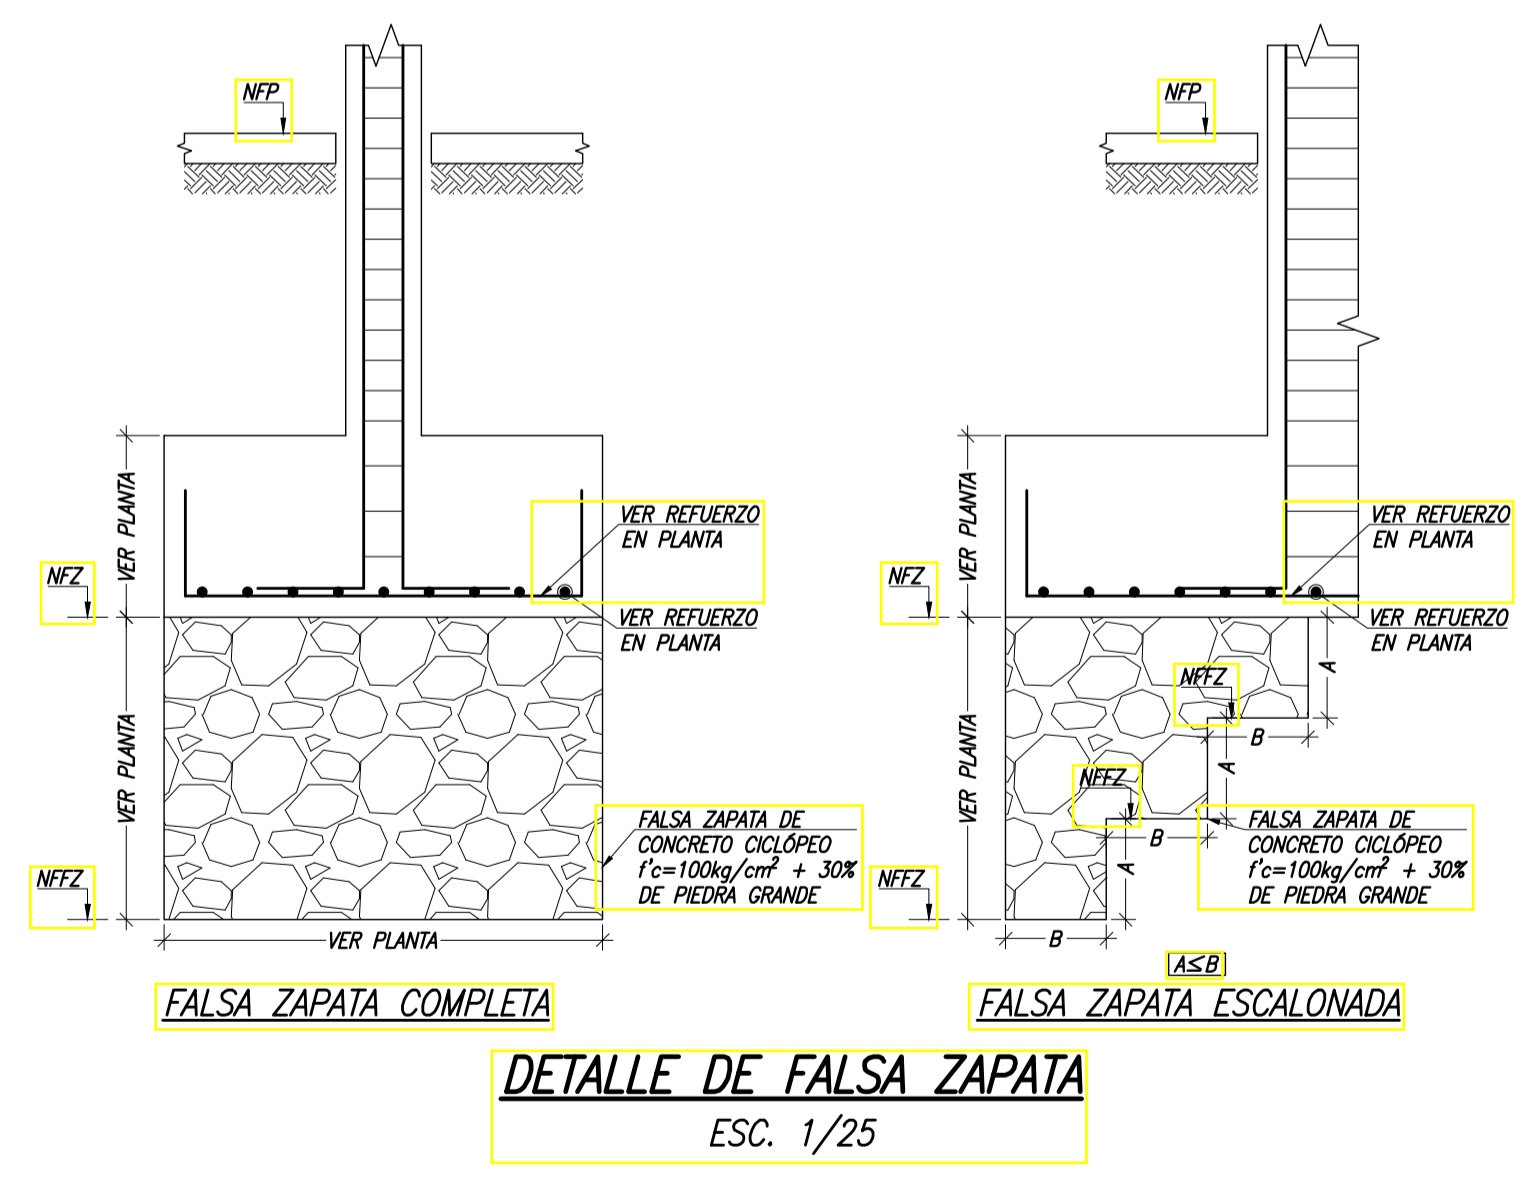 NFP
VER PLANTA
VER REFUERZO
EN PLANTA
NFZ
VER REFUERZO
EN PLANTA
VER PLANTA
FALSA ZAPATA DE
CONCRETO CICLÓPEO
f'c=100kg/cm² + 30%
DE PIEDRA GRANDE
NFFZ
VER PLANTA
FALSA ZAPATA COMPLETA
NFP
VER PLANTA
VER REFUERZO
EN PLANTA
NFZ
VER REFUERZO
EN PLANTA
A
NFFZ
B
VER PLANTA
A
NFFZ
B
FALSA ZAPATA DE
CONCRETO CICLÓPEO
f'c=100kg/cm² + 30%
DE PIEDRA GRANDE
A
NFFZ
B
A≤B
FALSA ZAPATA ESCALONADA
DETALLE DE FALSA ZAPATA
ESC. 1/25